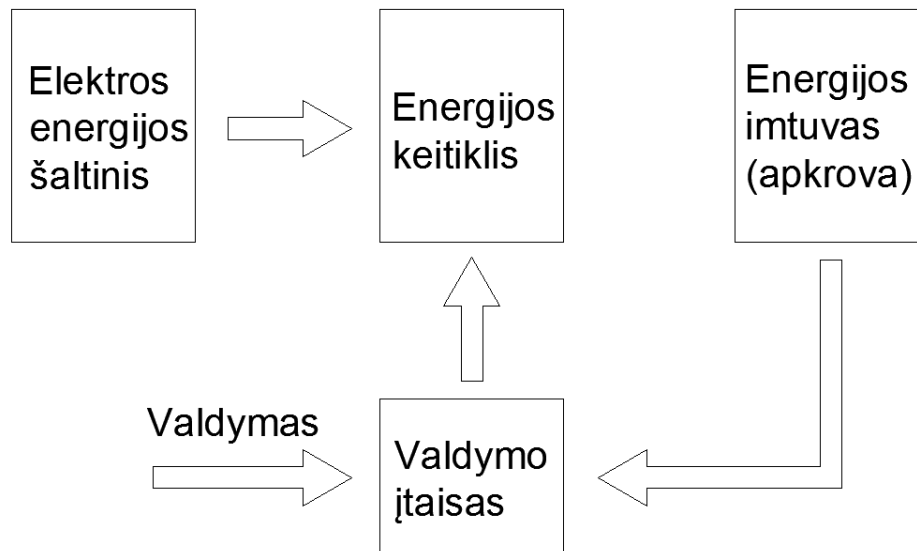 Elektros
energijos
šaltinis
Energijos
keitiklis
Energijos
imtuvas
(apkrova)
Valdymas
Valdymo
įtaisas